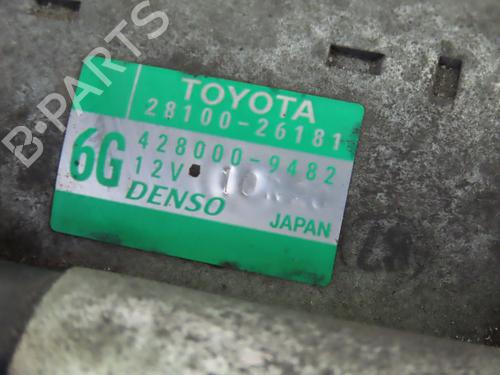 TOYOTA
28100-26181
6G
428000-9482
12V
DENSO
JAPAN
B-PARTS